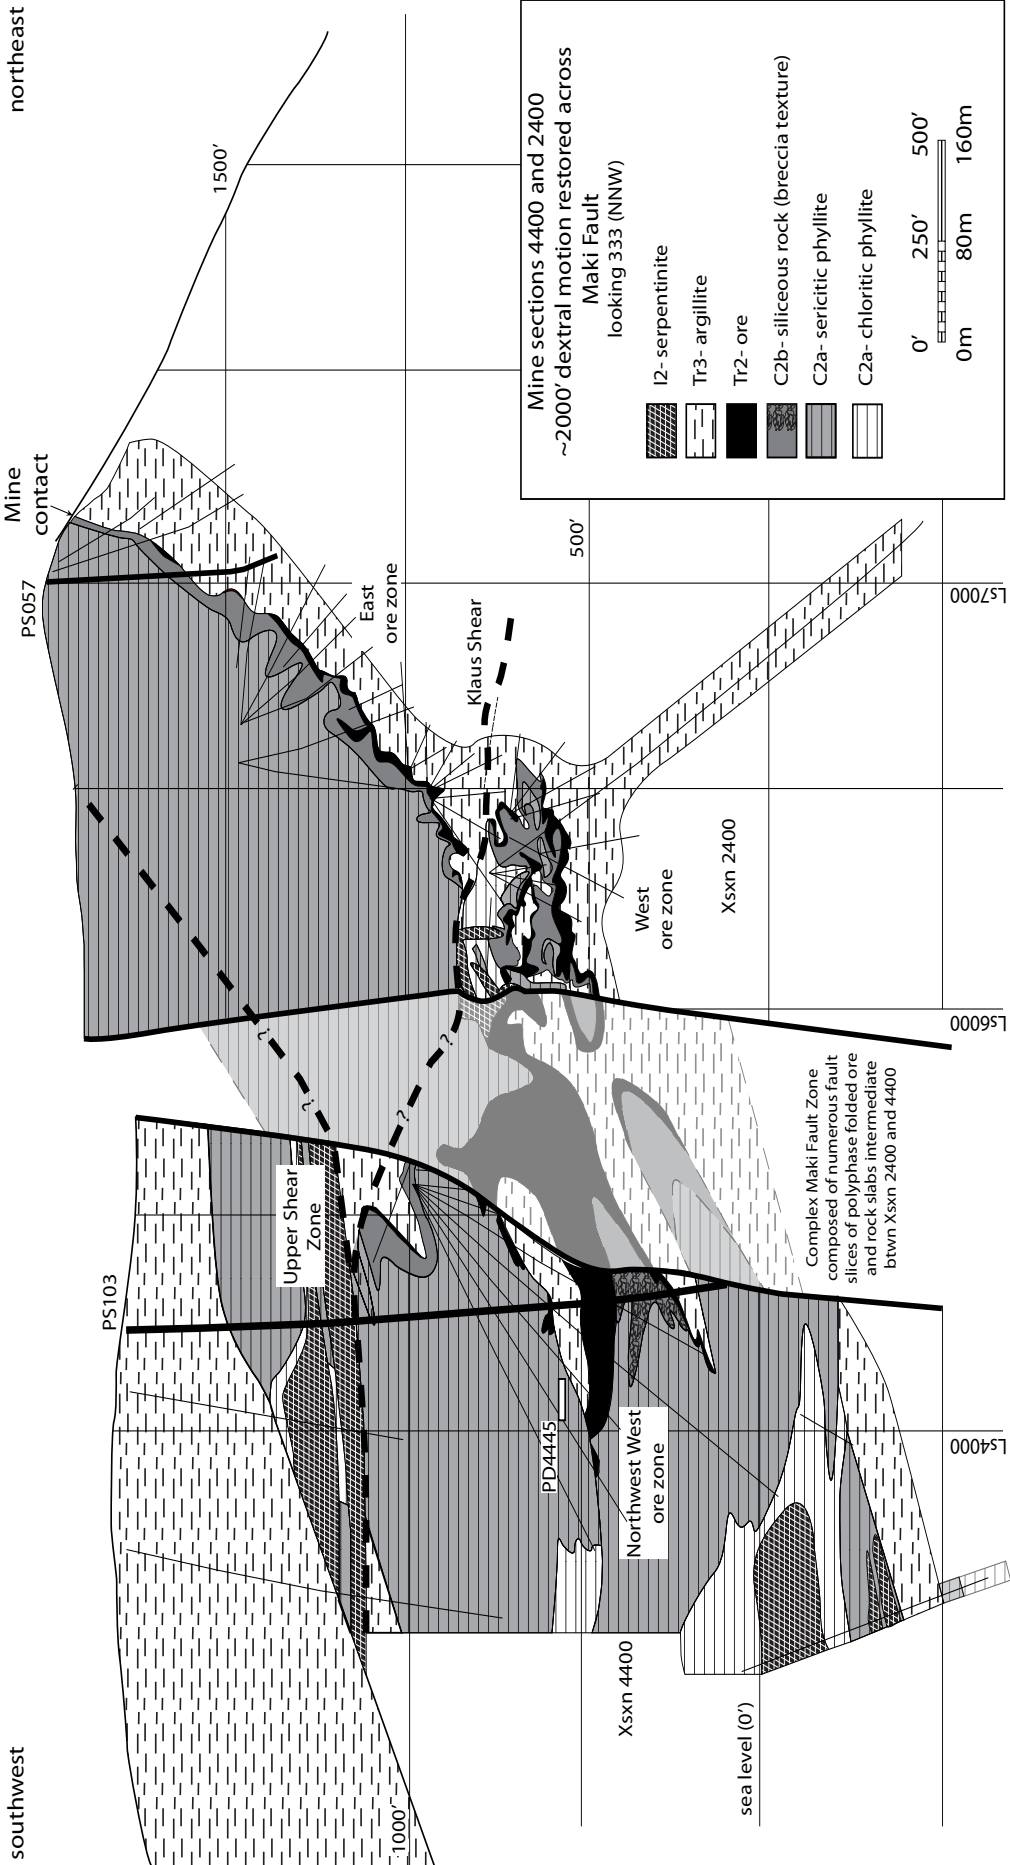 southwest
northeast
Mine
contact
PS057
1500'
East
ore zone
Klaus Shear
500'
Ls7000
West
ore zone
Xsxn 2400
Ls6000
PS103
Upper Shear
Zone
?
?
?
?
PD4445
Northwest West
ore zone
Ls4000
1000'
Xsxn 4400
sea level (0')
Complex Maki Fault Zone
composed of numerous fault
slices of polyphase folded ore
and rock slabs intermediate
btwn Xsxn 2400 and 4400
Mine sections 4400 and 2400
~2000' dextral motion restored across
Maki Fault
looking 333 (NNW)
I2- serpentinite
Tr3- argillite
Tr2- ore
C2b- siliceous rock (breccia texture)
C2a- sericitic phyllite
C2a- chloritic phyllite
0' 250' 500'
0m 80m 160m